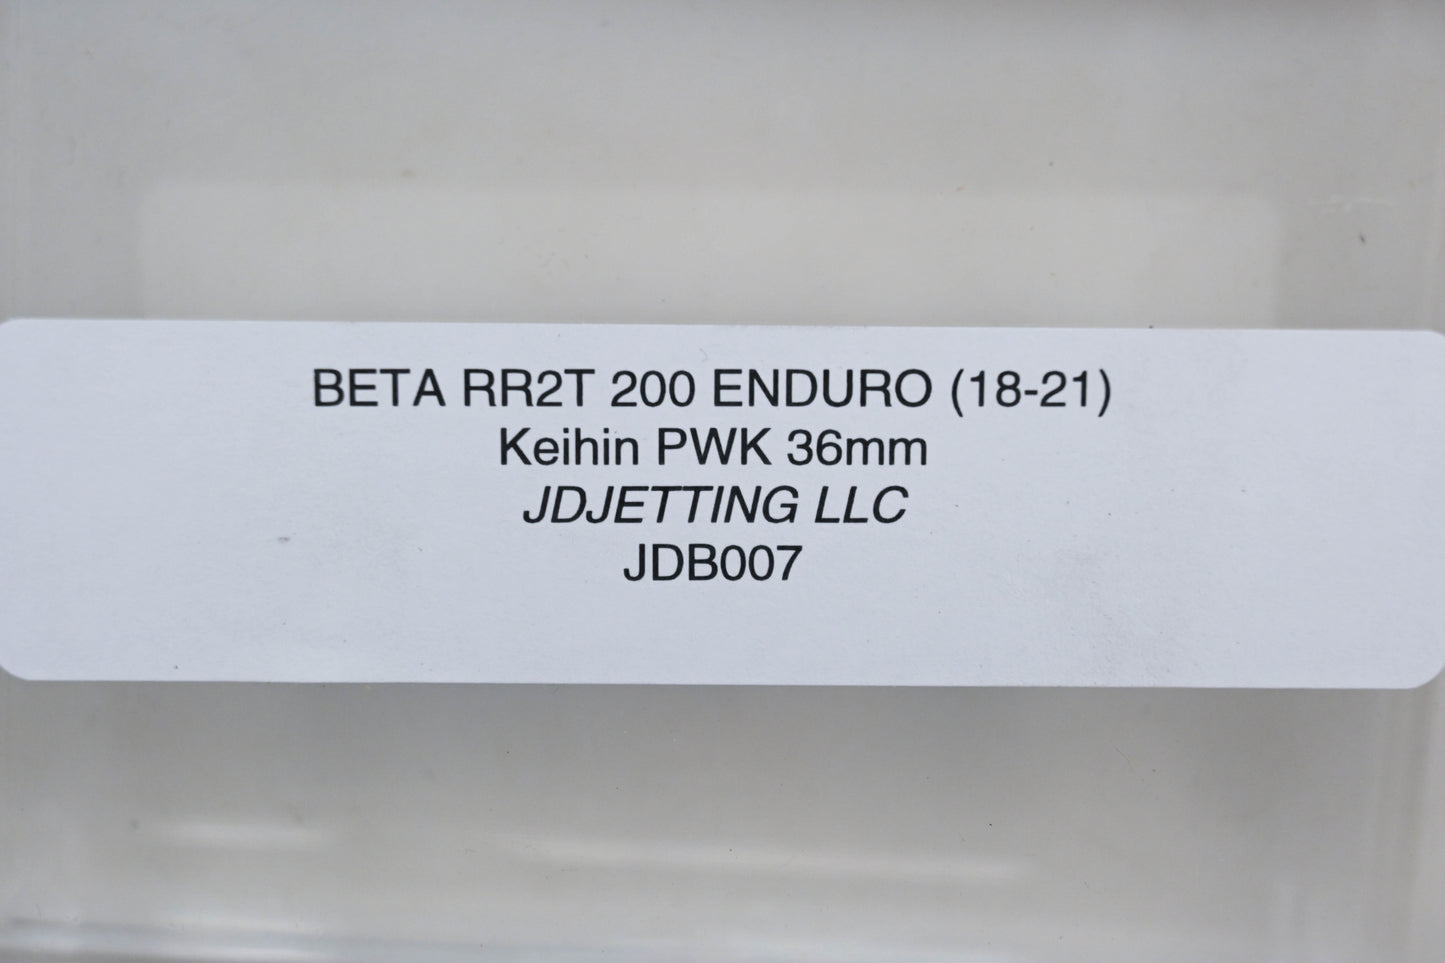 BETA RR2T 200 ENDURO (18-21)
Keihin PWK 36mm
JDJETTING LLC
JDB007